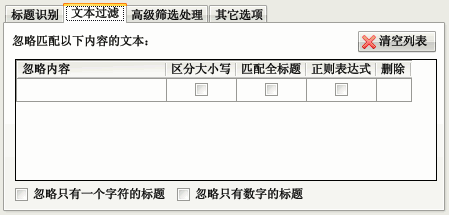 标题识别 文本过滤 高级筛选处理 其它选项
忽略匹配以下内容的文本： 清空列表
忽略内容 区分大小写 匹配全标题 正则表达式 删除
忽略只有一个字符的标题 忽略只有数字的标题